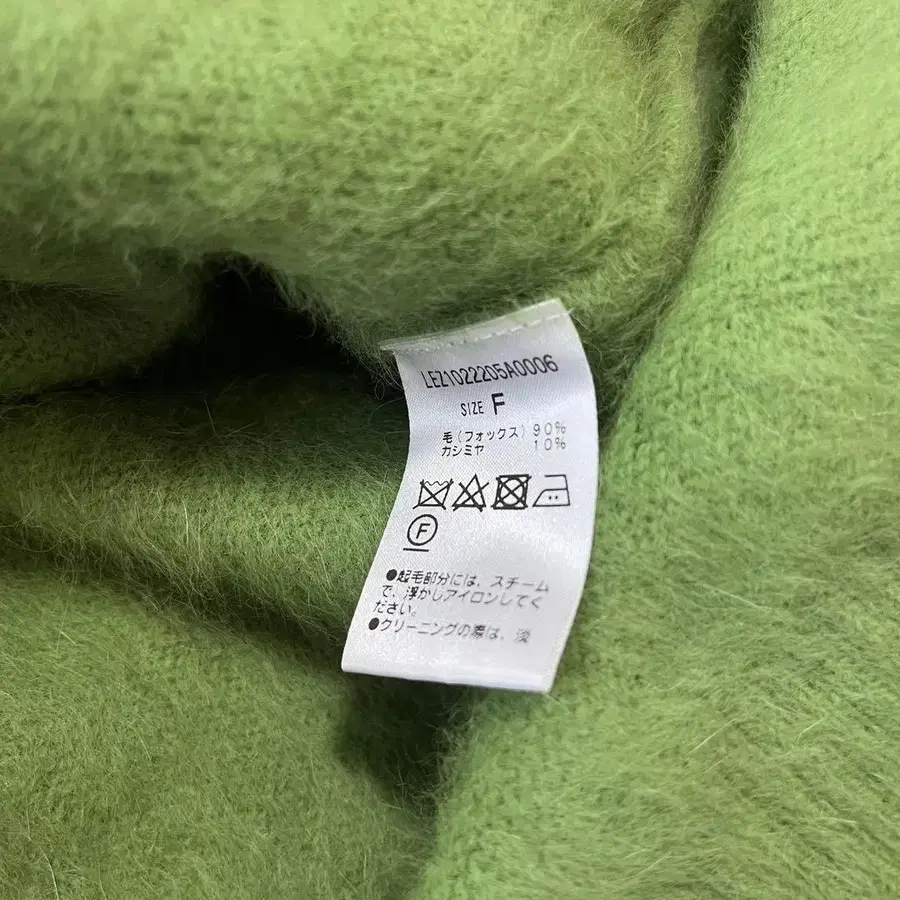 LEZ1022205A0006
SIZE F
毛(フォックス) 90%
カシミヤ 10%
F
●起毛部分には、スチーム
で、浮かしアイロンしてく
ださい。
●クリーニングの際は、淡